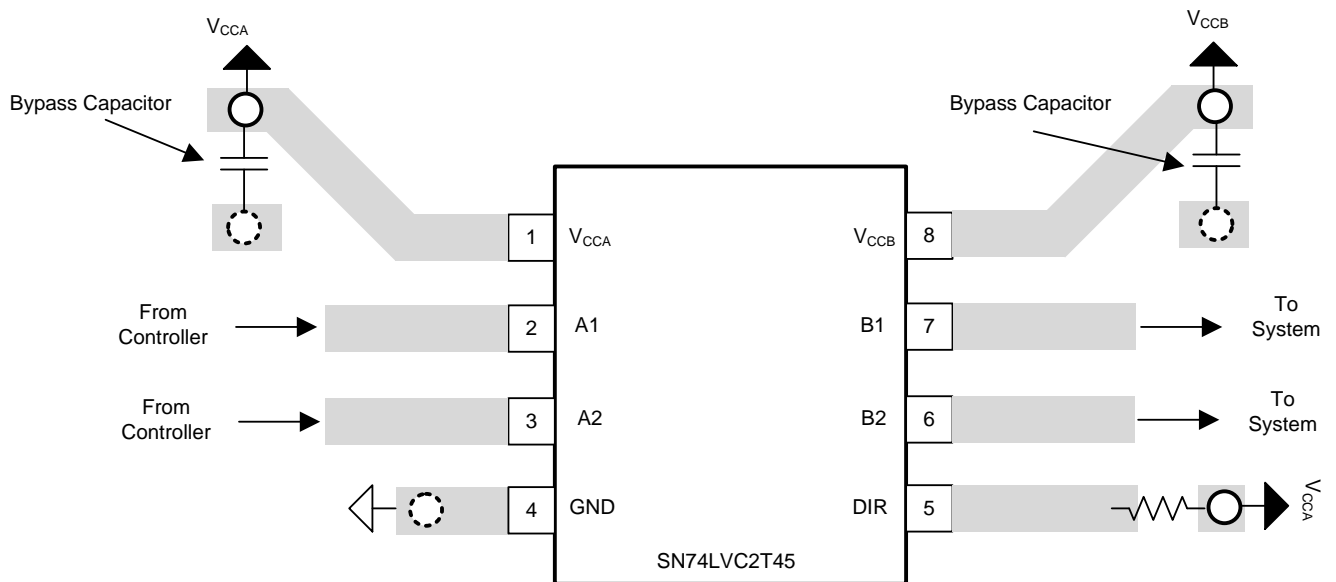 VCCA
VCCB
Bypass Capacitor
Bypass Capacitor
1
VCCA
VCCB
8
From
Controller
2
A1
B1
7
To
System
From
Controller
3
A2
B2
6
To
System
4
GND
DIR
5
VCCA
SN74LVC2T45